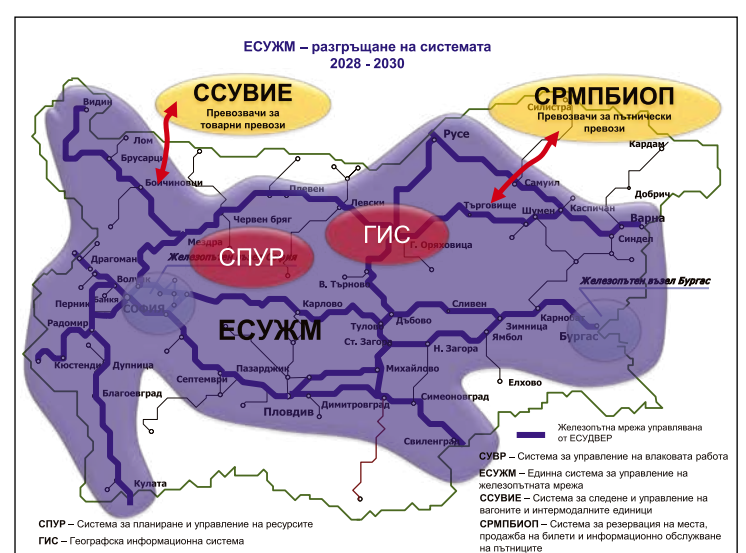 ЕСУЖМ – разгръщане на системата
2028 - 2030
ССУВИЕ
Превозвачи за
товарни превози
СРМПБИОП
Силистра
Превозвачи за пътнически
превози
Видин
Лом
Брусарци
Бойчиновци
Русе
Кардам
Плевен
Левски
Самуил
Добрич
Търговище
Шумен
Каспичан
Варна
Червен бряг
Синдел
Мездра
ГИС
Г. Оряховица
Драгоман
СПУР
Волуяк
В. Търново
Железопътен възел Бургас
Перник
Банка
СОФИЯ
Карлово
Сливен
Радомир
ЕСУЖМ
Тулово
Дъбово
Карнобат
Зимница
Бургас
Ст. Загора
Ямбол
Н. Загора
Кюстендил
Дупница
Пазарджик
Михайлово
Септември
Елхово
Благоевград
Пловдив
Димитровград
Симеоновград
Свиленград
Кулата
Железопътна мрежа управлявана
от ЕСУДВЕР
СУВР – Система за управление на влаковата работа
ЕСУЖМ – Единна система за управление на
железопътната мрежа
ССУВИЕ – Система за следене и управление на
вагоните и интермодалните единици
СРМПБИОП – Система за резервация на места,
продажба на билети и информационно обслужване
на пътниците
СПУР – Система за планиране и управление на ресурсите
ГИС – Географска информационна система